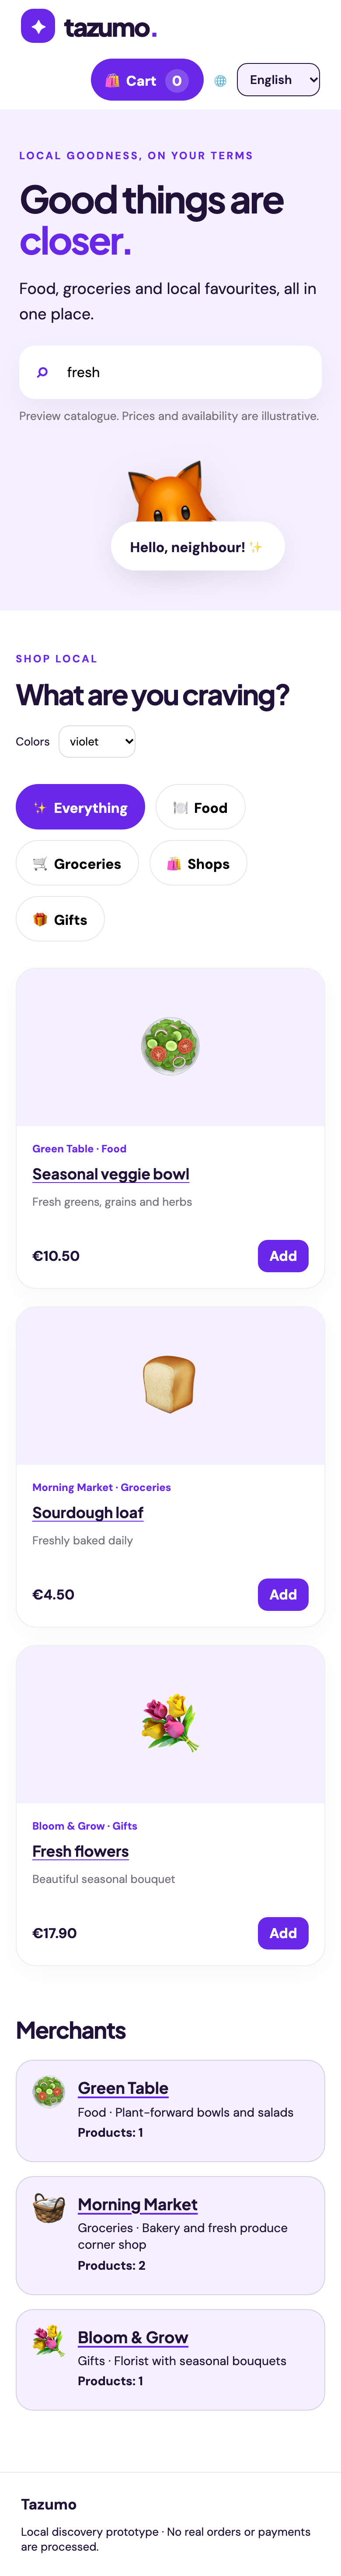 tazumo.
Cart 0
English
LOCAL GOODNESS, ON YOUR TERMS
Good things are
closer.
Food, groceries and local favourites, all in
one place.
fresh
Preview catalogue. Prices and availability are illustrative.
Hello, neighbour!
SHOP LOCAL
What are you craving?
Colors violet
Everything
Food
Groceries
Shops
Gifts
Green Table · Food
Seasonal veggie bowl
Fresh greens, grains and herbs
€10.50
Add
Morning Market · Groceries
Sourdough loaf
Freshly baked daily
€4.50
Add
Bloom & Grow · Gifts
Fresh flowers
Beautiful seasonal bouquet
€17.90
Add
Merchants
Green Table
Food · Plant-forward bowls and salads
Products: 1
Morning Market
Groceries · Bakery and fresh produce
corner shop
Products: 2
Bloom & Grow
Gifts · Florist with seasonal bouquets
Products: 1
Tazumo
Local discovery prototype · No real orders or payments
are processed.